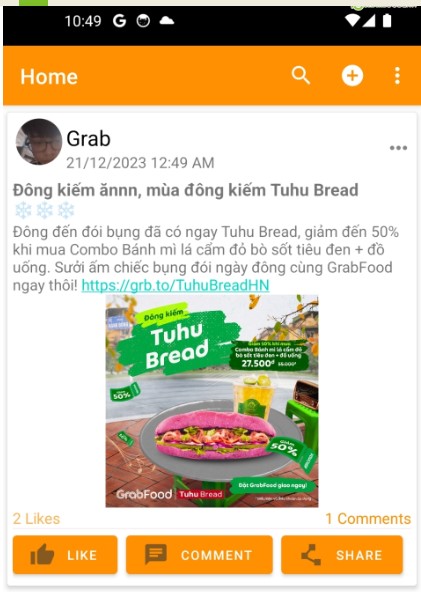 10:49
Home
Grab
21/12/2023 12:49 AM
Đông kiếm ănnn, mùa đông kiếm Tuhu Bread
Đông đến đói bụng đã có ngay Tuhu Bread, giảm đến 50%
khi mua Combo Bánh mì lá cẩm đỏ bò sốt tiêu đen + đồ
uống. Sưởi ấm chiếc bụng đói ngày đông cùng GrabFood
ngay thôi! https://grb.to/TuhuBreadHN
Đông kiếm
Tuhu
Bread
Giảm 50% khi mua
Combo Bánh mì lá cẩm đỏ
bò sốt tiêu đen + đồ uống
27.500đ
50%
50%
Đặt GrabFood giao ngay!
GrabFood Tuhu Bread
2 Likes
1 Comments
LIKE
COMMENT
SHARE